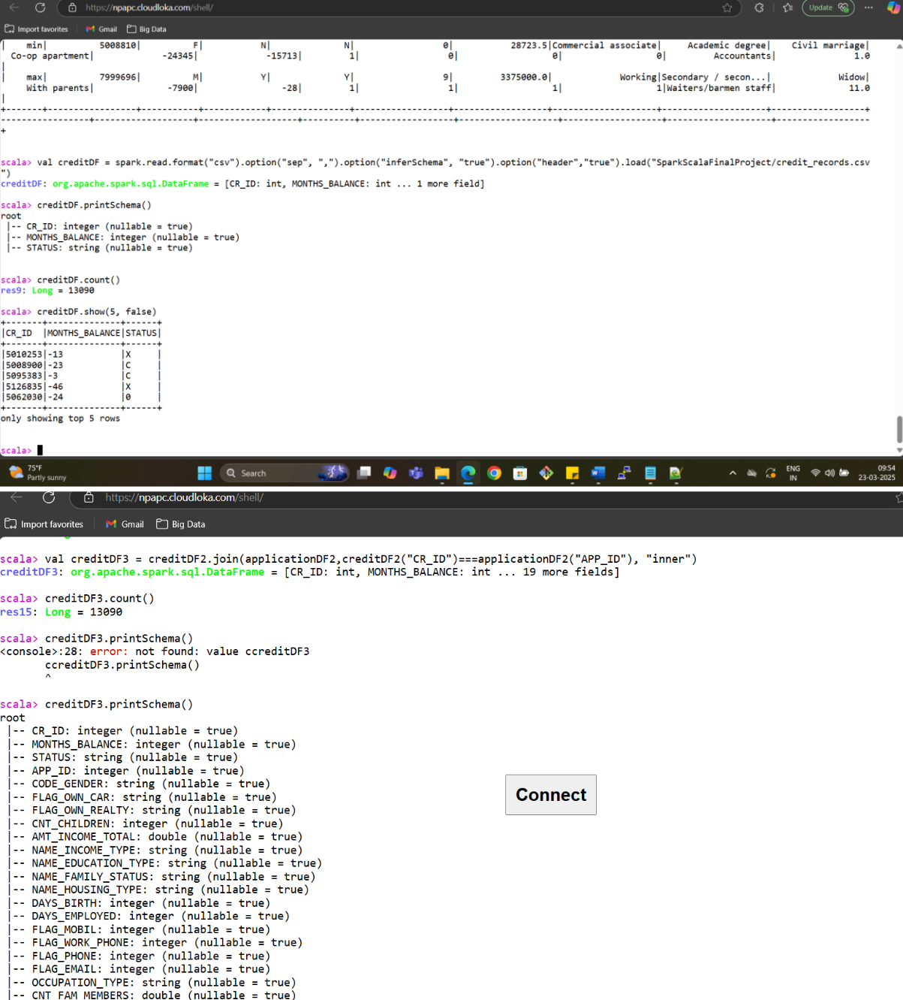 https://npapc.cloudloka.com/shell/
Update
Import favorites Gmail Big Data
| min| 5008810| F| N| N| 0| 28723.5|Commercial associate| Academic degree| Civil marriage|
Co-op apartment| -24345| -15713| 1| 0| 0| 0| Accountants| 1.0
|
| max| 7999696| M| Y| Y| 9| 3375000.0| Working|Secondary / secon...| Widow|
With parents| -7900| -28| 1| 1| 1| 1|Waiters/barmen staff| 11.0
|
+-------+--------------------+------------+---------------+------------------+------------------+--------------------+--------------------+--------------------+------------------+
-----------------+--------------------+-------------------+----------+------------------+--------------------+-------------------+--------------------+------------------
+
scala> val creditDF = spark.read.format("csv").option("sep", ",").option("inferSchema", "true").option("header","true").load("SparkScalaFinalProject/credit_records.csv
")
creditDF: org.apache.spark.sql.DataFrame = [CR_ID: int, MONTHS_BALANCE: int ... 1 more field]
scala> creditDF.printSchema()
root
|-- CR_ID: integer (nullable = true)
|-- MONTHS_BALANCE: integer (nullable = true)
|-- STATUS: string (nullable = true)
scala> creditDF.count()
res9: Long = 13090
scala> creditDF.show(5, false)
+-------+--------------+------+
|CR_ID |MONTHS_BALANCE|STATUS|
+-------+--------------+------+
|5010253|-13 |X |
|5008900|-23 |C |
|5095383|-3 |C |
|5126835|-46 |X |
|5062030|-24 |0 |
+-------+--------------+------+
only showing top 5 rows
scala>
75°F
Partly sunny
Search
ENG
IN
09:54
23-03-2025
https://npapc.cloudloka.com/shell/
Import favorites Gmail Big Data
scala> val creditDF3 = creditDF2.join(applicationDF2,creditDF2("CR_ID")===applicationDF2("APP_ID"), "inner")
creditDF3: org.apache.spark.sql.DataFrame = [CR_ID: int, MONTHS_BALANCE: int ... 19 more fields]
scala> creditDF3.count()
res15: Long = 13090
scala> creditDF3.printSchema()
<console>:28: error: not found: value ccreditDF3
ccreditDF3.printSchema()
^
scala> creditDF3.printSchema()
root
|-- CR_ID: integer (nullable = true)
|-- MONTHS_BALANCE: integer (nullable = true)
|-- STATUS: string (nullable = true)
|-- APP_ID: integer (nullable = true)
|-- CODE_GENDER: string (nullable = true)
|-- FLAG_OWN_CAR: string (nullable = true)
|-- FLAG_OWN_REALTY: string (nullable = true)
|-- CNT_CHILDREN: integer (nullable = true)
|-- AMT_INCOME_TOTAL: double (nullable = true)
|-- NAME_INCOME_TYPE: string (nullable = true)
|-- NAME_EDUCATION_TYPE: string (nullable = true)
|-- NAME_FAMILY_STATUS: string (nullable = true)
|-- NAME_HOUSING_TYPE: string (nullable = true)
|-- DAYS_BIRTH: integer (nullable = true)
|-- DAYS_EMPLOYED: integer (nullable = true)
|-- FLAG_MOBIL: integer (nullable = true)
|-- FLAG_WORK_PHONE: integer (nullable = true)
|-- FLAG_PHONE: integer (nullable = true)
|-- FLAG_EMAIL: integer (nullable = true)
|-- OCCUPATION_TYPE: string (nullable = true)
|-- CNT_FAM_MEMBERS: double (nullable = true)
Connect